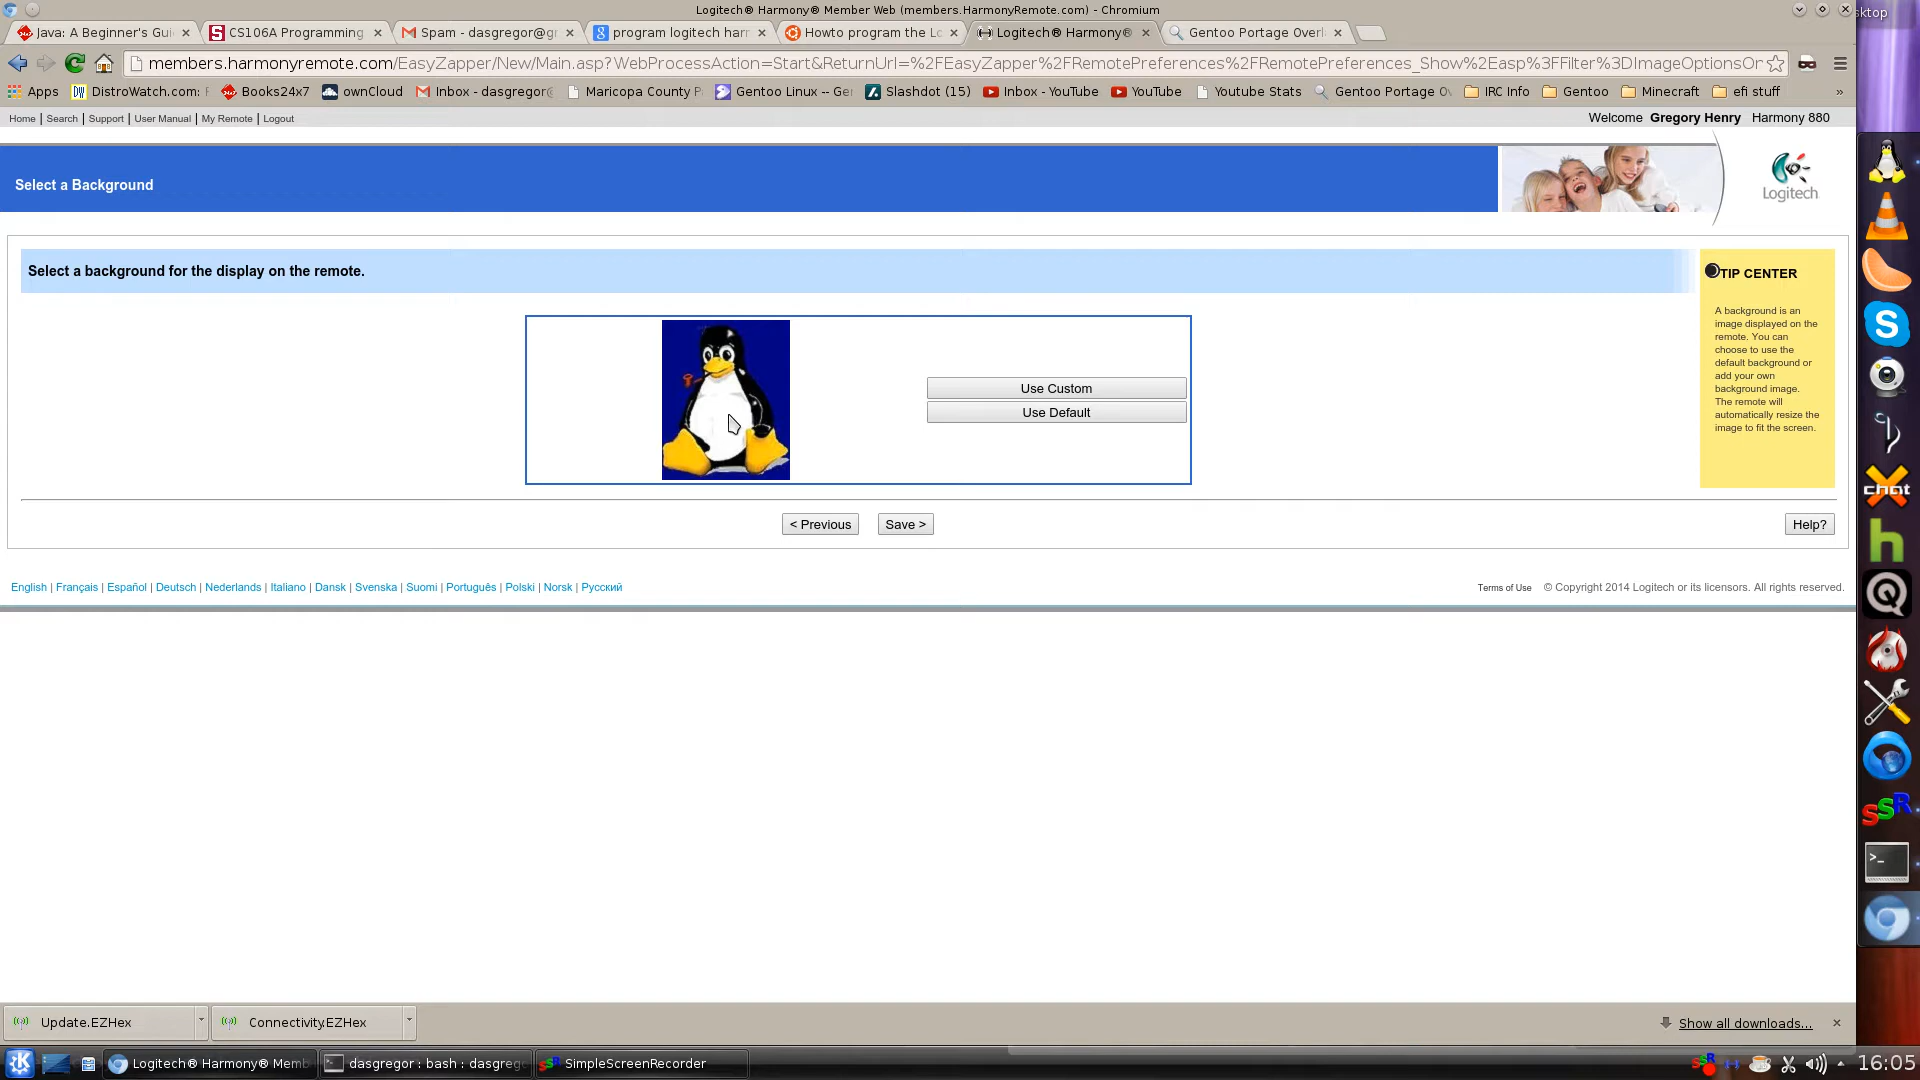 Logitech® Harmony® Member Web (members.HarmonyRemote.com) - Chromium
sktop
Java: A Beginner's Gui
CS106A Programming
Spam - dasgregor@gr
program logitech harr
Howto program the Lo
Logitech® Harmony®
Gentoo Portage Overl
members.harmonyremote.com/EasyZapper/New/Main.asp?WebProcessAction=Start&ReturnUrl=%2FEasyZapper%2FRemotePreferences%2FRemotePreferences_Show%2Easp%3FFilter%3DImageOptionsOn
Apps
DistroWatch.com:
Books24x7
ownCloud
Inbox - dasgregor@
Maricopa County P
Gentoo Linux -- Ge
Slashdot (15)
Inbox - YouTube
YouTube
Youtube Stats
Gentoo Portage Ov
IRC Info
Gentoo
Minecraft
efi stuff
»
Home | Search | Support | User Manual | My Remote | Logout
Welcome Gregory Henry Harmony 880
Select a Background
Logitech
Select a background for the display on the remote.
Use Custom
Use Default
TIP CENTER
A background is an
image displayed on the
remote. You can
choose to use the
default background or
add your own
background image.
The remote will
automatically resize the
image to fit the screen.
< Previous
Save >
Help?
English | Français | Español | Deutsch | Nederlands | Italiano | Dansk | Svenska | Suomi | Português | Polski | Norsk | Русский
Terms of Use © Copyright 2014 Logitech or its licensors. All rights reserved.
S
X
chat
h
SSR
>_
Update.EZHex
Connectivity.EZHex
Show all downloads...
Logitech® Harmony® Memb
dasgregor : bash : dasgreg
SSR
SimpleScreenRecorder
SSR
16:05